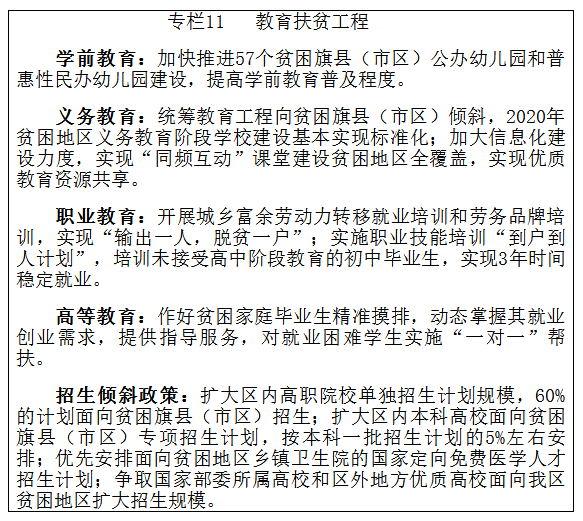 专栏11 教育扶贫工程
学前教育：加快推进57个贫困旗县（市区）公办幼儿园和普
惠性民办幼儿园建设，提高学前教育普及程度。
义务教育：统筹教育工程向贫困旗县（市区）倾斜，2020年
贫困地区义务教育阶段学校建设基本实现标准化；加大信息化建
设力度，实现“同频互动”课堂建设贫困地区全覆盖，实现优质
教育资源共享。
职业教育：开展城乡富余劳动力转移就业培训和劳务品牌培
训，实现“输出一人，脱贫一户”；实施职业技能培训“到户到
人计划”，培训未接受高中阶段教育的初中毕业生，实现3年时间
稳定就业。
高等教育：作好贫困家庭毕业生精准摸排，动态掌握其就业
创业需求，提供指导服务，对就业困难学生实施“一对一”帮
扶。
招生倾斜政策：扩大区内高职院校单独招生计划规模，60%
的计划面向贫困旗县（市区）招生；扩大区内本科高校面向贫困
旗县（市区）专项招生计划，按本科一批招生计划的5%左右安
排；优先安排面向贫困地区乡镇卫生院的国家定向免费医学人才
招生计划；争取国家部委所属高校和区外地方优质高校面向我区
贫困地区扩大招生规模。